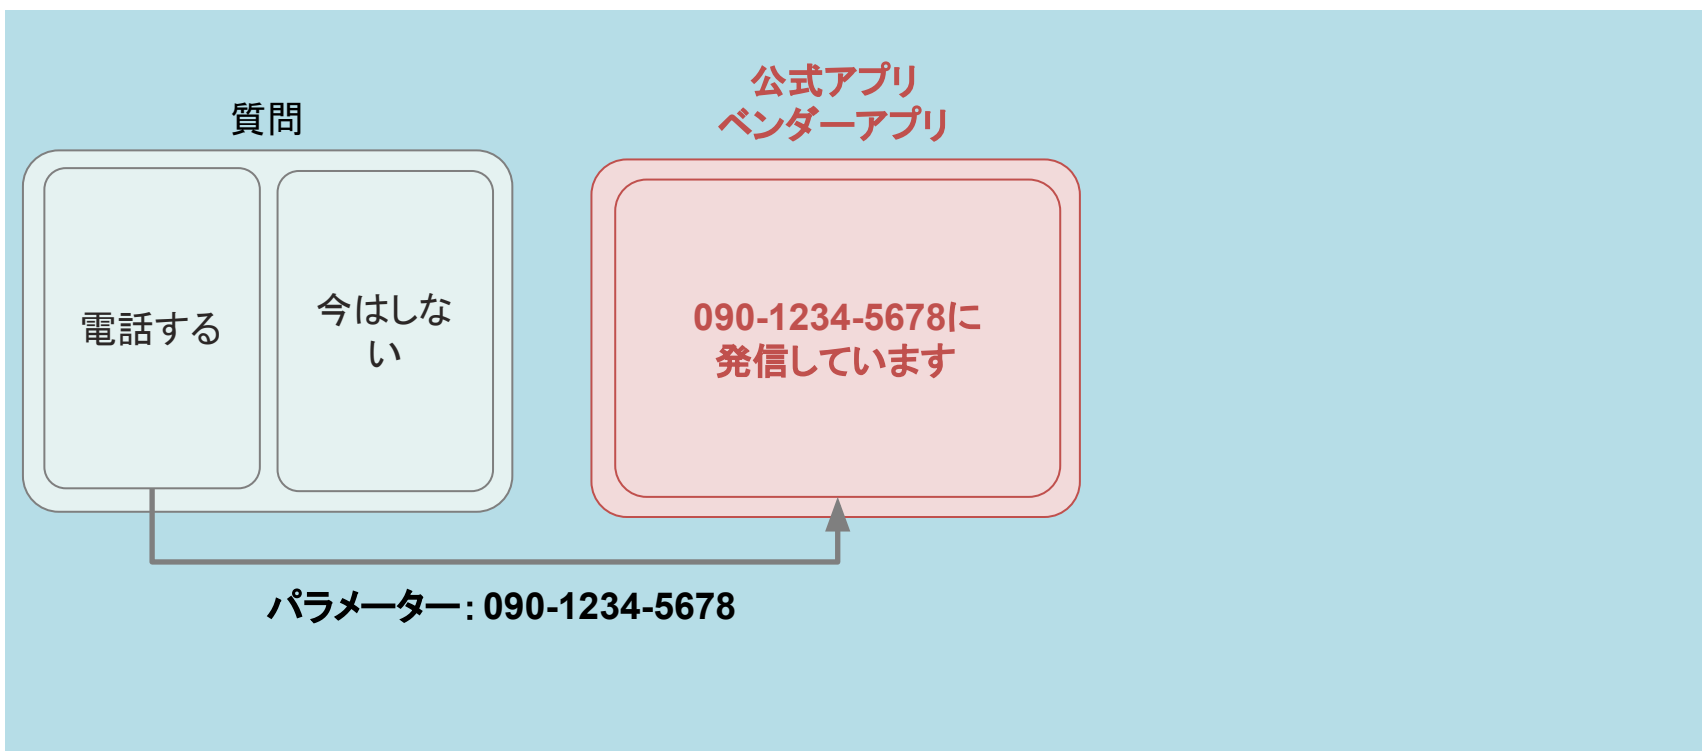 質問
公式アプリ
ベンダーアプリ
電話する
今はしな
い
090-1234-5678に
発信しています
パラメーター: 090-1234-5678